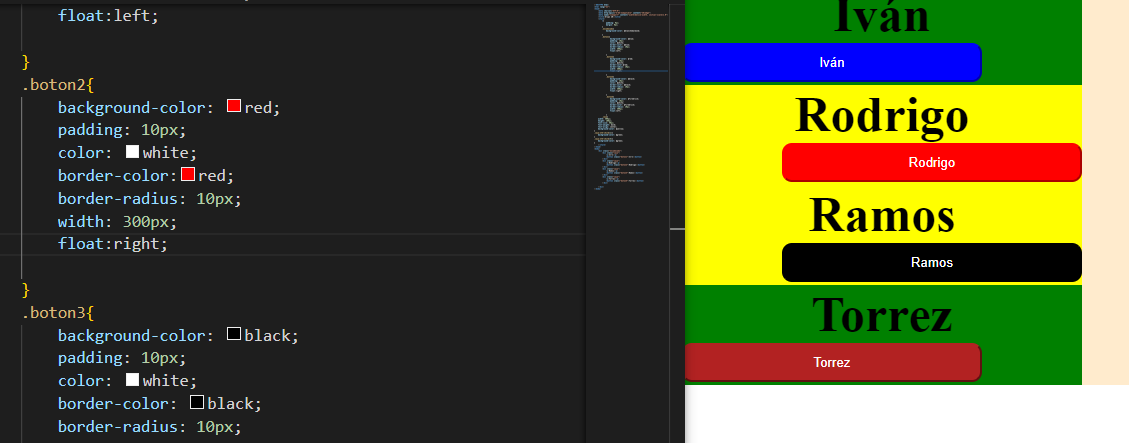 float:left;
}
.boton2{
background-color: red;
padding: 10px;
color: white;
border-color:red;
border-radius: 10px;
width: 300px;
float:right;
}
.boton3{
background-color: black;
padding: 10px;
color: white;
border-color: black;
border-radius: 10px;
Iván
Iván
Rodrigo
Rodrigo
Ramos
Ramos
Torrez
Torrez